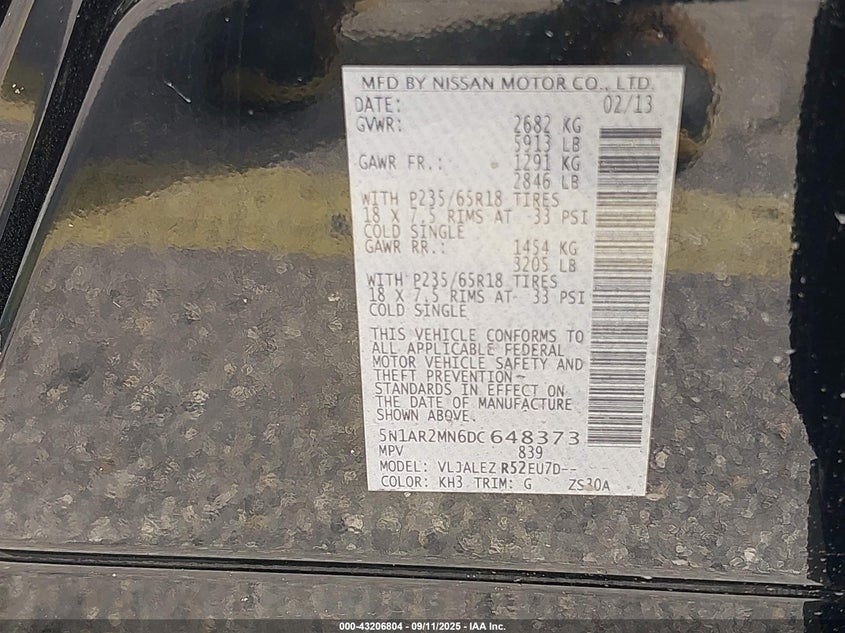 MFD BY NISSAN MOTOR CO., LTD.
DATE: 02/13
GVWR: 2682 KG
5913 LB
GAWR FR.: 1291 KG
2846 LB
WITH P235/65R18 TIRES
18 X 7.5 RIMS AT 33 PSI
COLD SINGLE
GAWR RR.: 1454 KG
3205 LB
WITH P235/65R18 TIRES
18 X 7.5 RIMS AT 33 PSI
COLD SINGLE
THIS VEHICLE CONFORMS TO
ALL APPLICABLE FEDERAL
MOTOR VEHICLE SAFETY AND
THEFT PREVENTION
STANDARDS IN EFFECT ON
THE DATE OF MANUFACTURE
SHOWN ABOVE.
5N1AR2MN6DC648373
MPV 839
MODEL: VLJALEZ R52EU7D--
COLOR: KH3 TRIM: G ZS30A
000-43206804 - 09/11/2025 - IAA Inc.